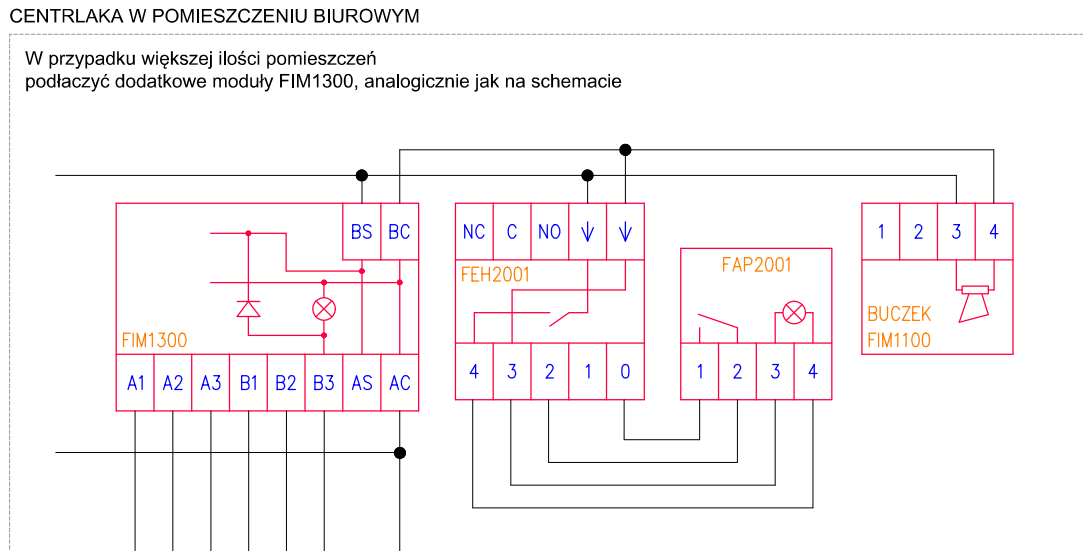 CENTRLAKA W POMIESZCZENIU BIUROWYM
W przypadku większej ilości pomieszczeń
podłaczyć dodatkowe moduły FIM1300, analogicznie jak na schemacie
BS BC
FIM1300
A1 A2 A3 B1 B2 B3 AS AC
NC C NO ↓ ↓
FEH2001
4 3 2 1 0
FAP2001
1 2 3 4
1 2 3 4
BUCZEK
FIM1100